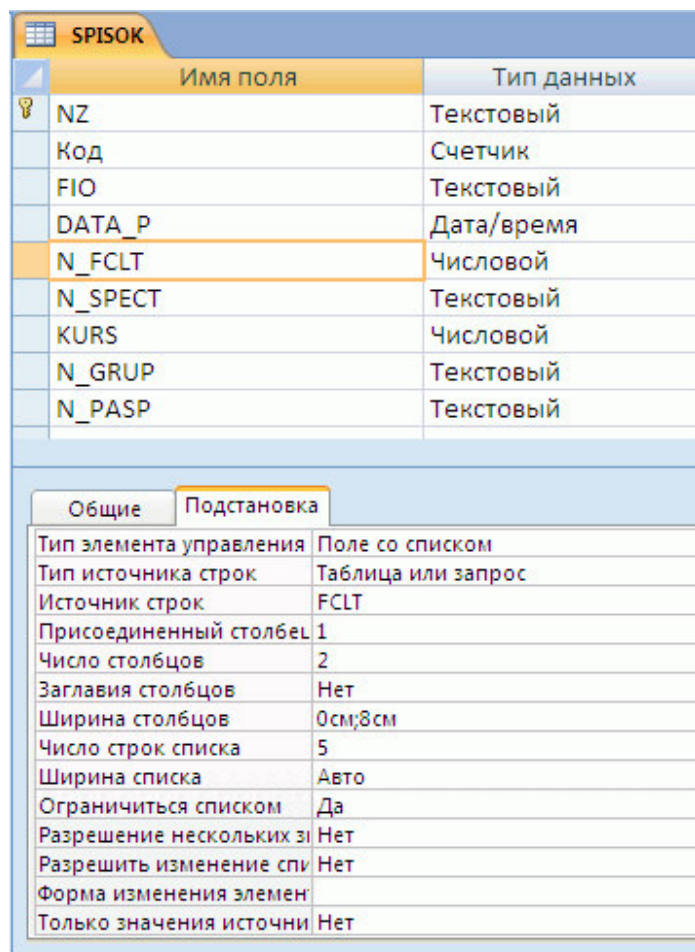 SPISOK
Имя поля Тип данных
NZ Текстовый
Код Счетчик
FIO Текстовый
DATA_P Дата/время
N_FCLT Числовой
N_SPECT Текстовый
KURS Числовой
N_GRUP Текстовый
N_PASP Текстовый
Общие Подстановка
Тип элемента управления Поле со списком
Тип источника строк Таблица или запрос
Источник строк FCLT
Присоединенный столбец 1
Число столбцов 2
Заглавия столбцов Нет
Ширина столбцов 0см;8см
Число строк списка 5
Ширина списка Авто
Ограничиться списком Да
Разрешение нескольких зн Нет
Разрешить изменение спи Нет
Форма изменения элемен
Только значения источни Нет